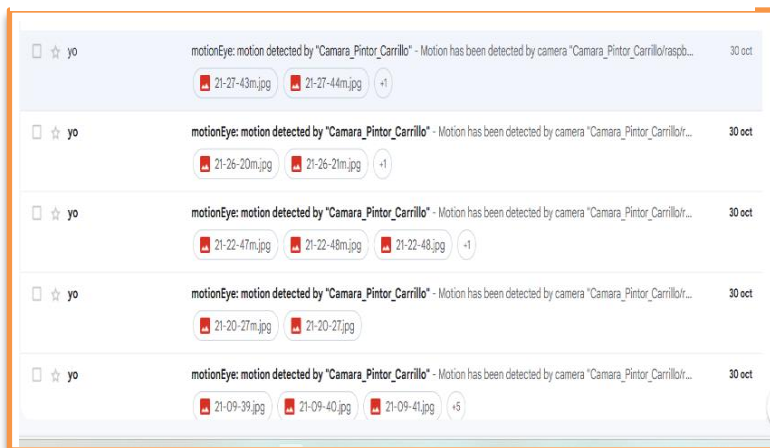 yo motionEye: motion detected by "Camara_Pintor_Carrillo" - Motion has been detected by camera "Camara_Pintor_Carrillo/raspb... 30 oct
21-27-43m.jpg 21-27-44m.jpg +1
yo motionEye: motion detected by "Camara_Pintor_Carrillo" - Motion has been detected by camera "Camara_Pintor_Carrillo/r... 30 oct
21-26-20m.jpg 21-26-21m.jpg +1
yo motionEye: motion detected by "Camara_Pintor_Carrillo" - Motion has been detected by camera "Camara_Pintor_Carrillo/r... 30 oct
21-22-47m.jpg 21-22-48m.jpg 21-22-48.jpg +1
yo motionEye: motion detected by "Camara_Pintor_Carrillo" - Motion has been detected by camera "Camara_Pintor_Carrillo/r... 30 oct
21-20-27m.jpg 21-20-27.jpg
yo motionEye: motion detected by "Camara_Pintor_Carrillo" - Motion has been detected by camera "Camara_Pintor_Carrillo/r... 30 oct
21-09-39.jpg 21-09-40.jpg 21-09-41.jpg +5